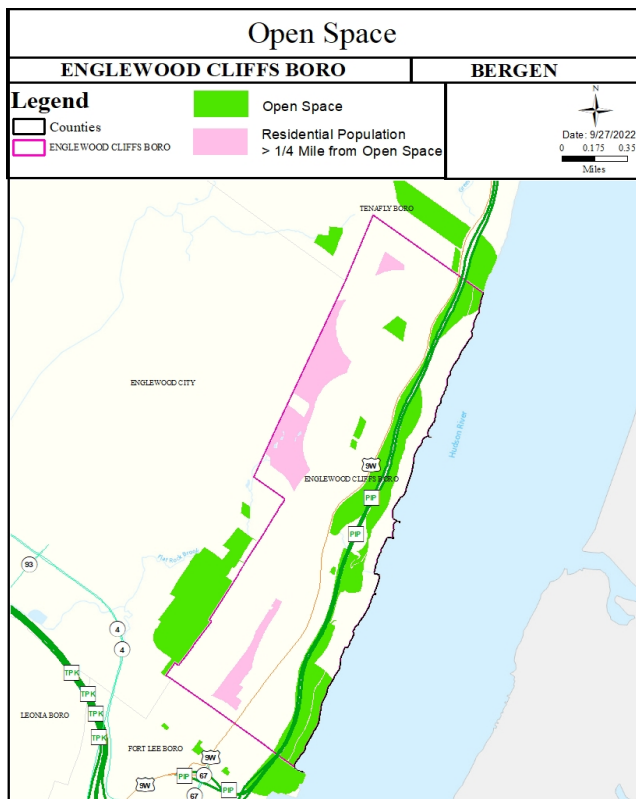 Open Space
ENGLEWOOD CLIFFS BORO
BERGEN
Legend
Counties
ENGLEWOOD CLIFFS BORO
Open Space
Residential Population
> 1/4 Mile from Open Space
N
Date: 9/27/2022
0 0.175 0.35
Miles
TENAFLY BORO
ENGLEWOOD CITY
Hudson River
9W
ENGLEWOOD CLIFFS BORO
PIP
PIP
Flat Rock Brook
93
4
4
TPK
TPK
TPK
TPK
LEONIA BORO
FORT LEE BORO
9W
PIP
67
9W
67
PIP